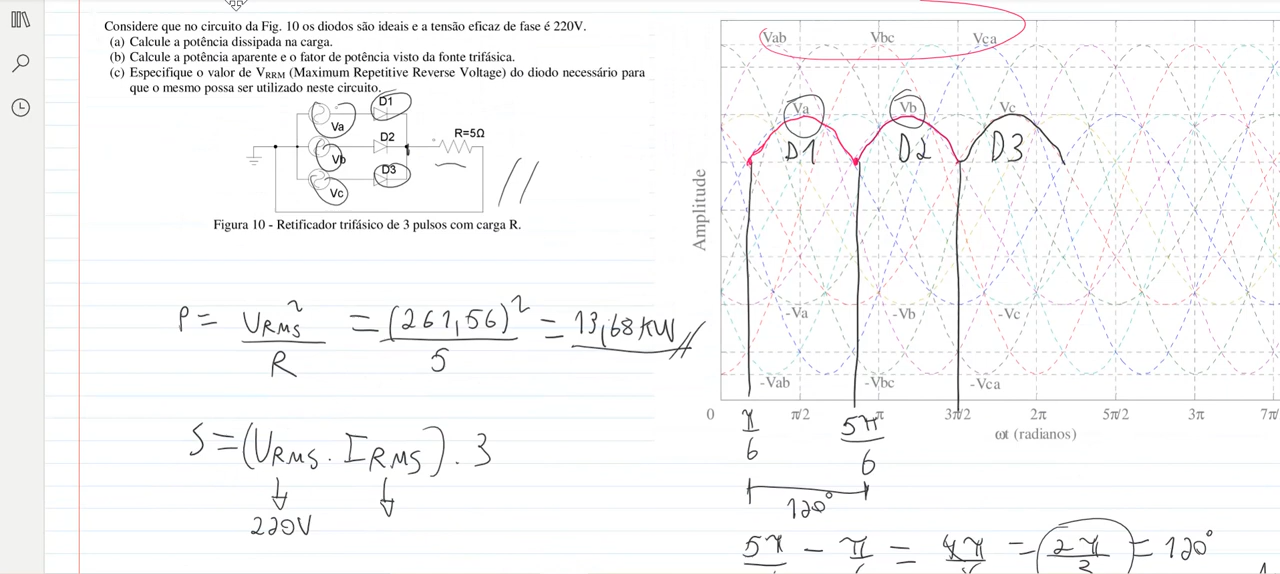 Considere que no circuito da Fig. 10 os diodos são ideais e a tensão eficaz de fase é 220V.
(a) Calcule a potência dissipada na carga.
(b) Calcule a potência aparente e o fator de potência visto da fonte trifásica.
(c) Especifique o valor de VRRM (Maximum Repetitive Reverse Voltage) do diodo necessário para
que o mesmo possa ser utilizado neste circuito.
Va
D1
Vb
D2
Vc
D3
R=5Ω
Figura 10 - Retificador trifásico de 3 pulsos com carga R.
P = VRMS² / R = (261,56)² / 5 = 13,68 KW
S = (VRMS . IRMS) . 3
220V
Vab Vbc Vca
Va Vb Vc
D1 D2 D3
Amplitude
-Va -Vb -Vc
-Vab -Vbc -Vca
0 π/2 π 3π/2 2π 5π/2 3π 7π
ωt (radianos)
π/6 5π/6
120°
5π - π = 4π = 2π/3 = 120°